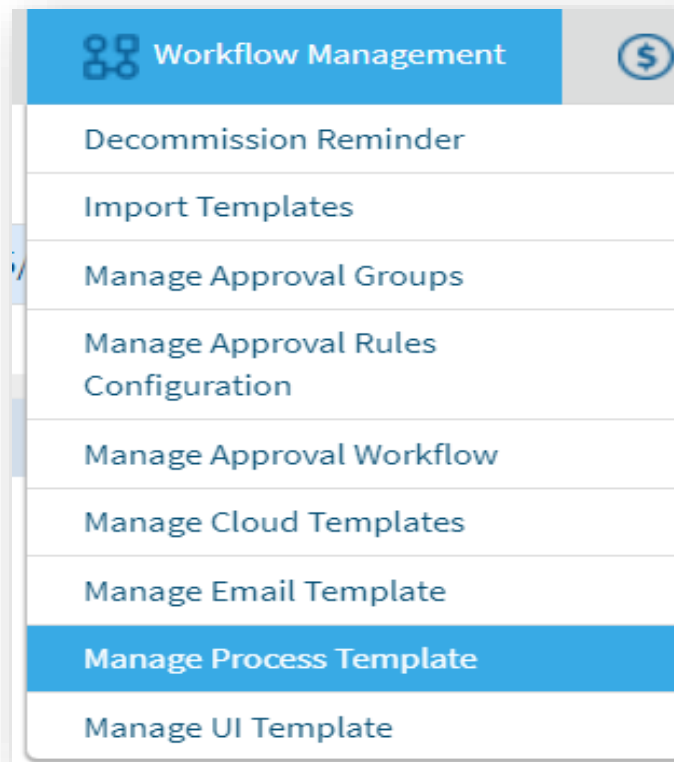 Workflow Management
Decommission Reminder
Import Templates
Manage Approval Groups
Manage Approval Rules
Configuration
Manage Approval Workflow
Manage Cloud Templates
Manage Email Template
Manage Process Template
Manage UI Template